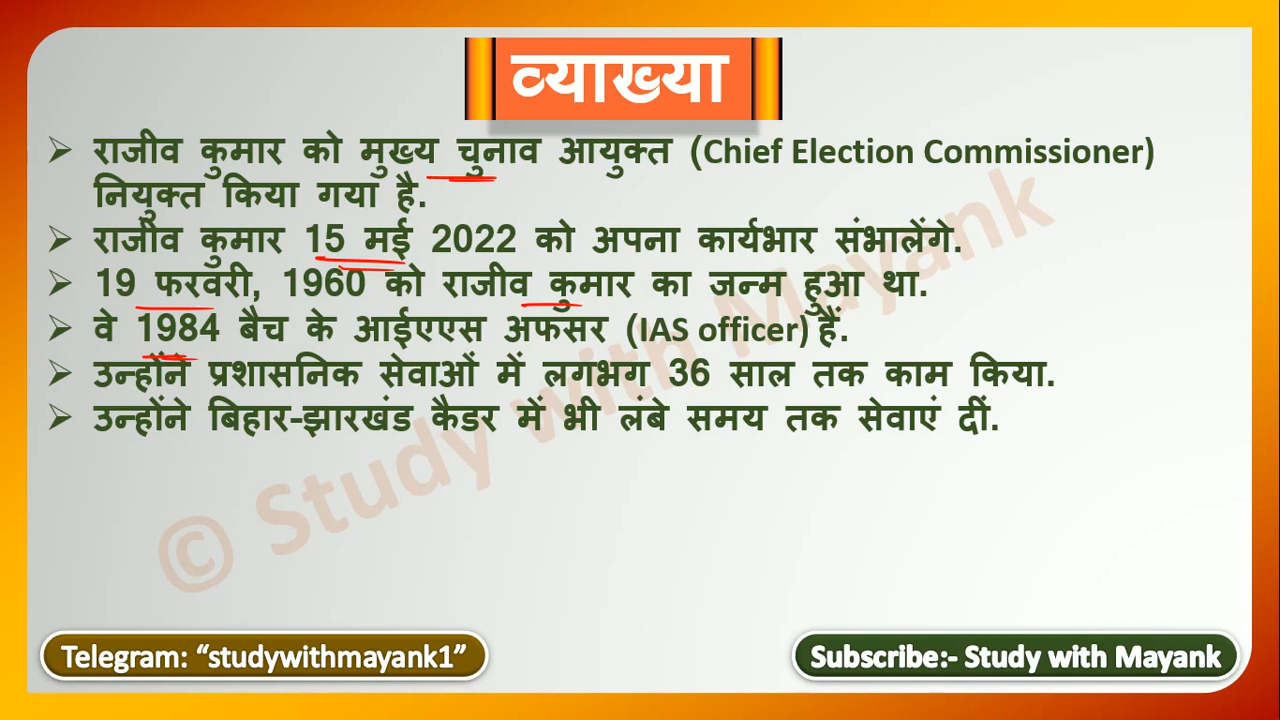 व्याख्या
➢ राजीव कुमार को मुख्य चुनाव आयुक्त (Chief Election Commissioner)
नियुक्त किया गया है.
➢ राजीव कुमार 15 मई 2022 को अपना कार्यभार संभालेंगे.
➢ 19 फरवरी, 1960 को राजीव कुमार का जन्म हुआ था.
➢ वे 1984 बैच के आईएएस अफसर (IAS officer) हैं.
➢ उन्होंने प्रशासनिक सेवाओं में लगभग 36 साल तक काम किया.
➢ उन्होंने बिहार-झारखंड कैडर में भी लंबे समय तक सेवाएं दीं.
© Study with Mayank
Telegram: “studywithmayank1”
Subscribe:- Study with Mayank